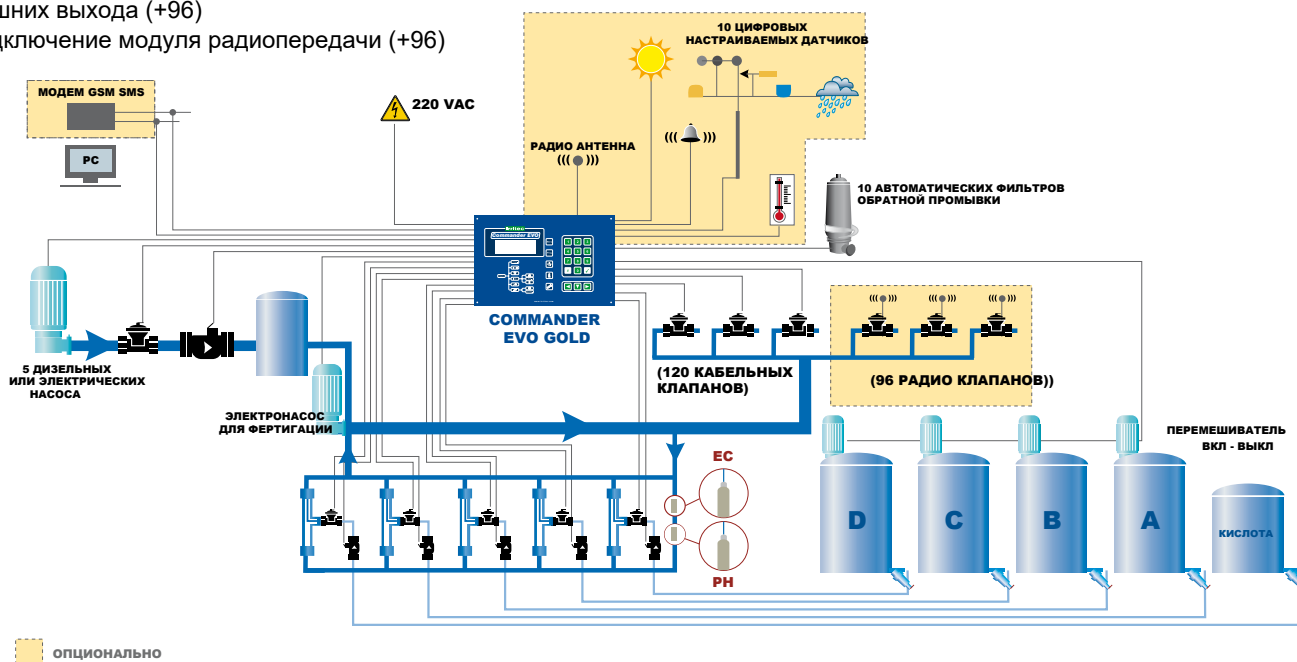 шних выхода (+96)
дключение модуля радиопередачи (+96)
10 ЦИФРОВЫХ
НАСТРАИВАЕМЫХ ДАТЧИКОВ
МОДЕМ GSM SMS
220 VAC
РАДИО АНТЕННА
((( )))
((( )))
PC
10 АВТОМАТИЧЕСКИХ ФИЛЬТРОВ
ОБРАТНОЙ ПРОМЫВКИ
Commander EVO
COMMANDER
EVO GOLD
((( )))
((( )))
((( )))
5 ДИЗЕЛЬНЫХ
ИЛИ ЭЛЕКТРИЧЕСКИХ
НАСОСА
(120 КАБЕЛЬНЫХ
КЛАПАНОВ)
(96 РАДИО КЛАПАНОВ))
ЭЛЕКТРОНАСОС
ДЛЯ ФЕРТИГАЦИИ
ПЕРЕМЕШИВАТЕЛЬ
ВКЛ - ВЫКЛ
EC
D
C
B
A
КИСЛОТА
PH
ОПЦИОНАЛЬНО